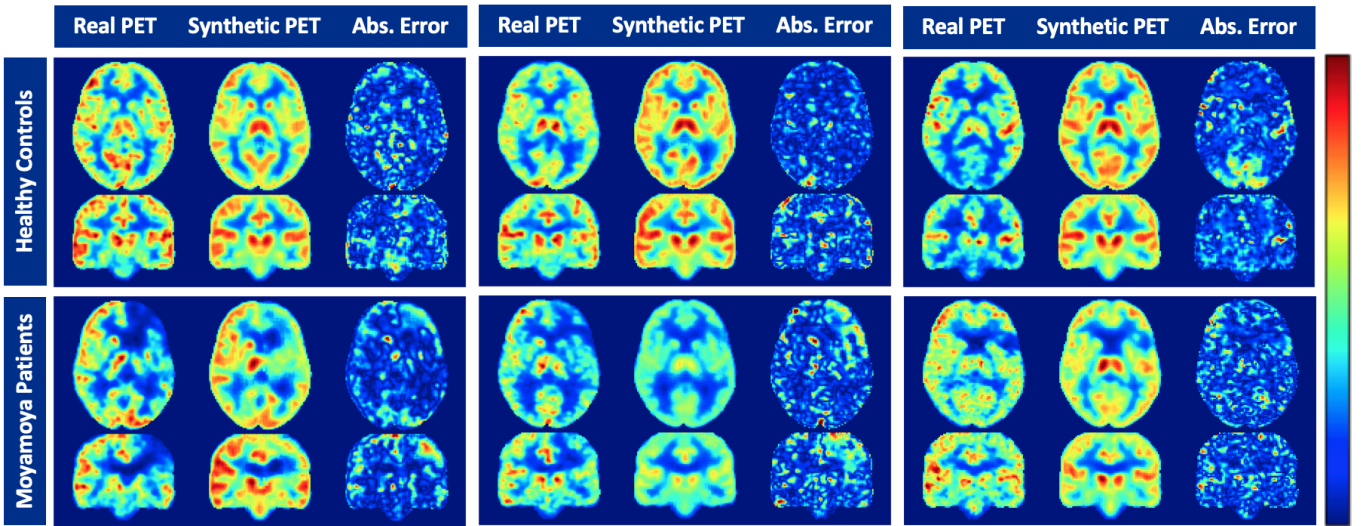 Real PET Synthetic PET Abs. Error
Real PET Synthetic PET Abs. Error
Real PET Synthetic PET Abs. Error
Healthy Controls
Moyamoya Patients